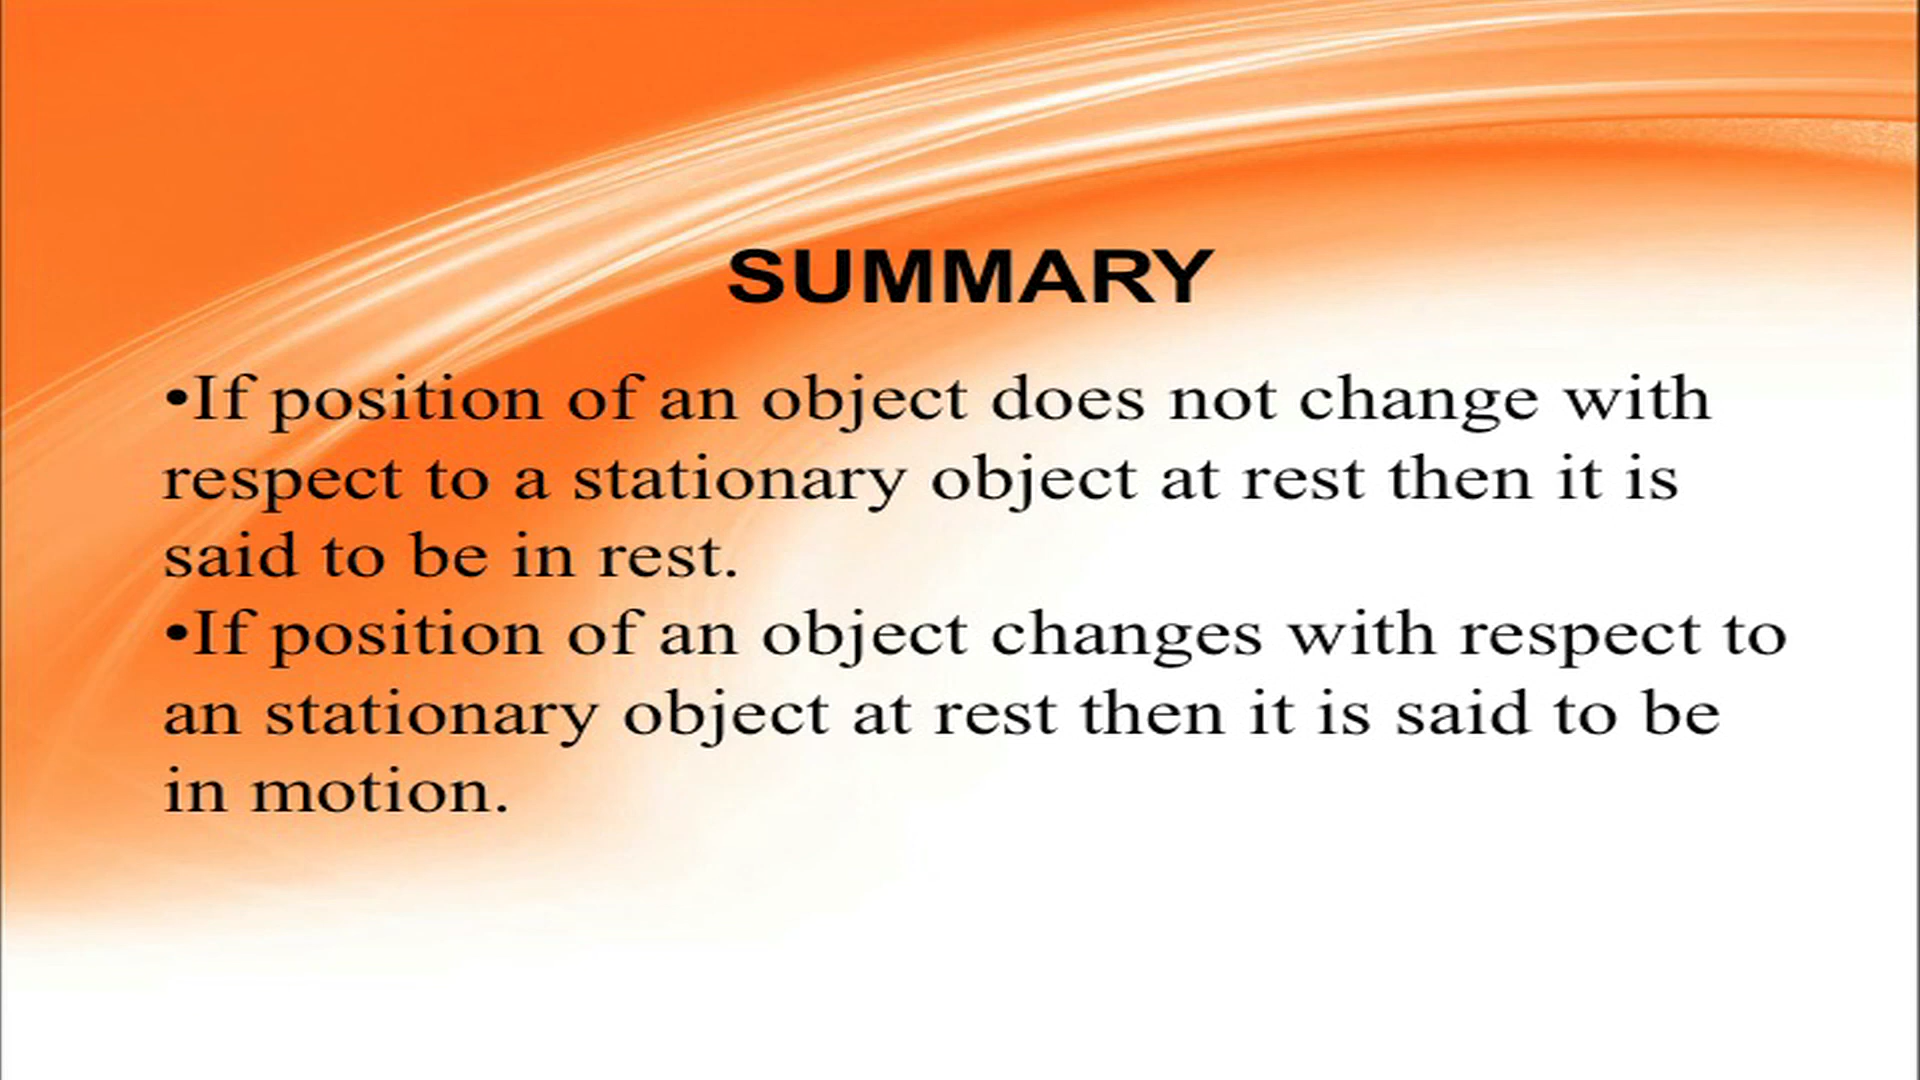 SUMMARY
•If position of an object does not change with
respect to a stationary object at rest then it is
said to be in rest.
•If position of an object changes with respect to
an stationary object at rest then it is said to be
in motion.